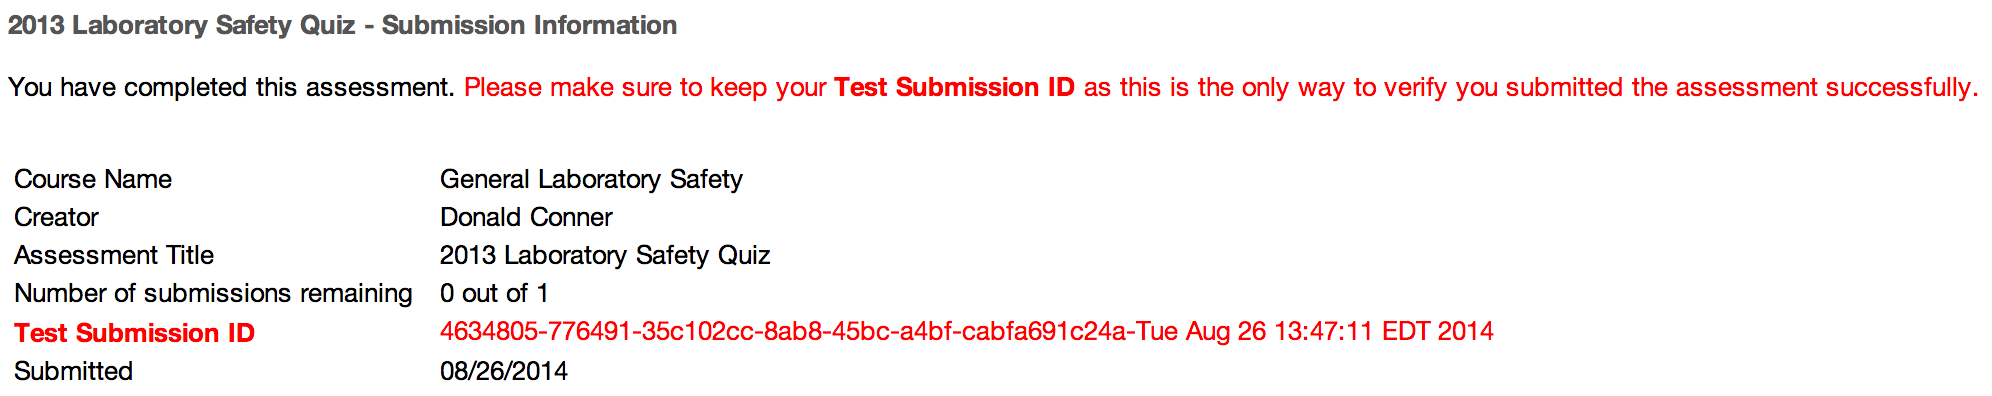 2013 Laboratory Safety Quiz - Submission Information
You have completed this assessment. Please make sure to keep your Test Submission ID as this is the only way to verify you submitted the assessment successfully.
Course Name General Laboratory Safety
Creator Donald Conner
Assessment Title 2013 Laboratory Safety Quiz
Number of submissions remaining 0 out of 1
Test Submission ID 4634805-776491-35c102cc-8ab8-45bc-a4bf-cabfa691c24a-Tue Aug 26 13:47:11 EDT 2014
Submitted 08/26/2014